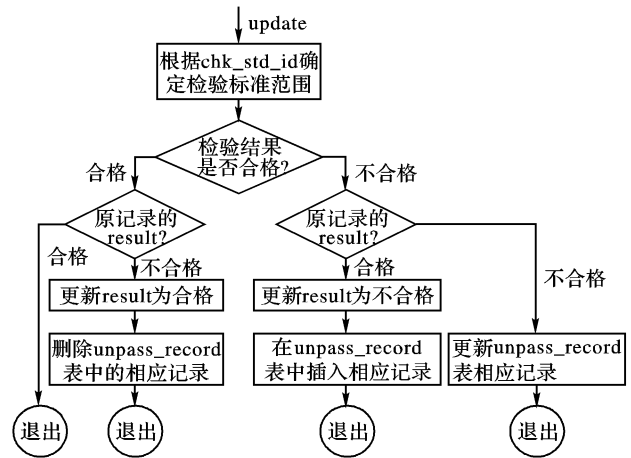 update
根据chk_std_id确
定检验标准范围
检验结果
是否合格?
合格
不合格
原记录的
result?
原记录的
result?
合格
不合格
合格
不合格
更新result为合格
更新result为不合格
删除unpass_record
表中的相应记录
在unpass_record
表中插入相应记录
更新unpass_record
表相应记录
退出
退出
退出
退出